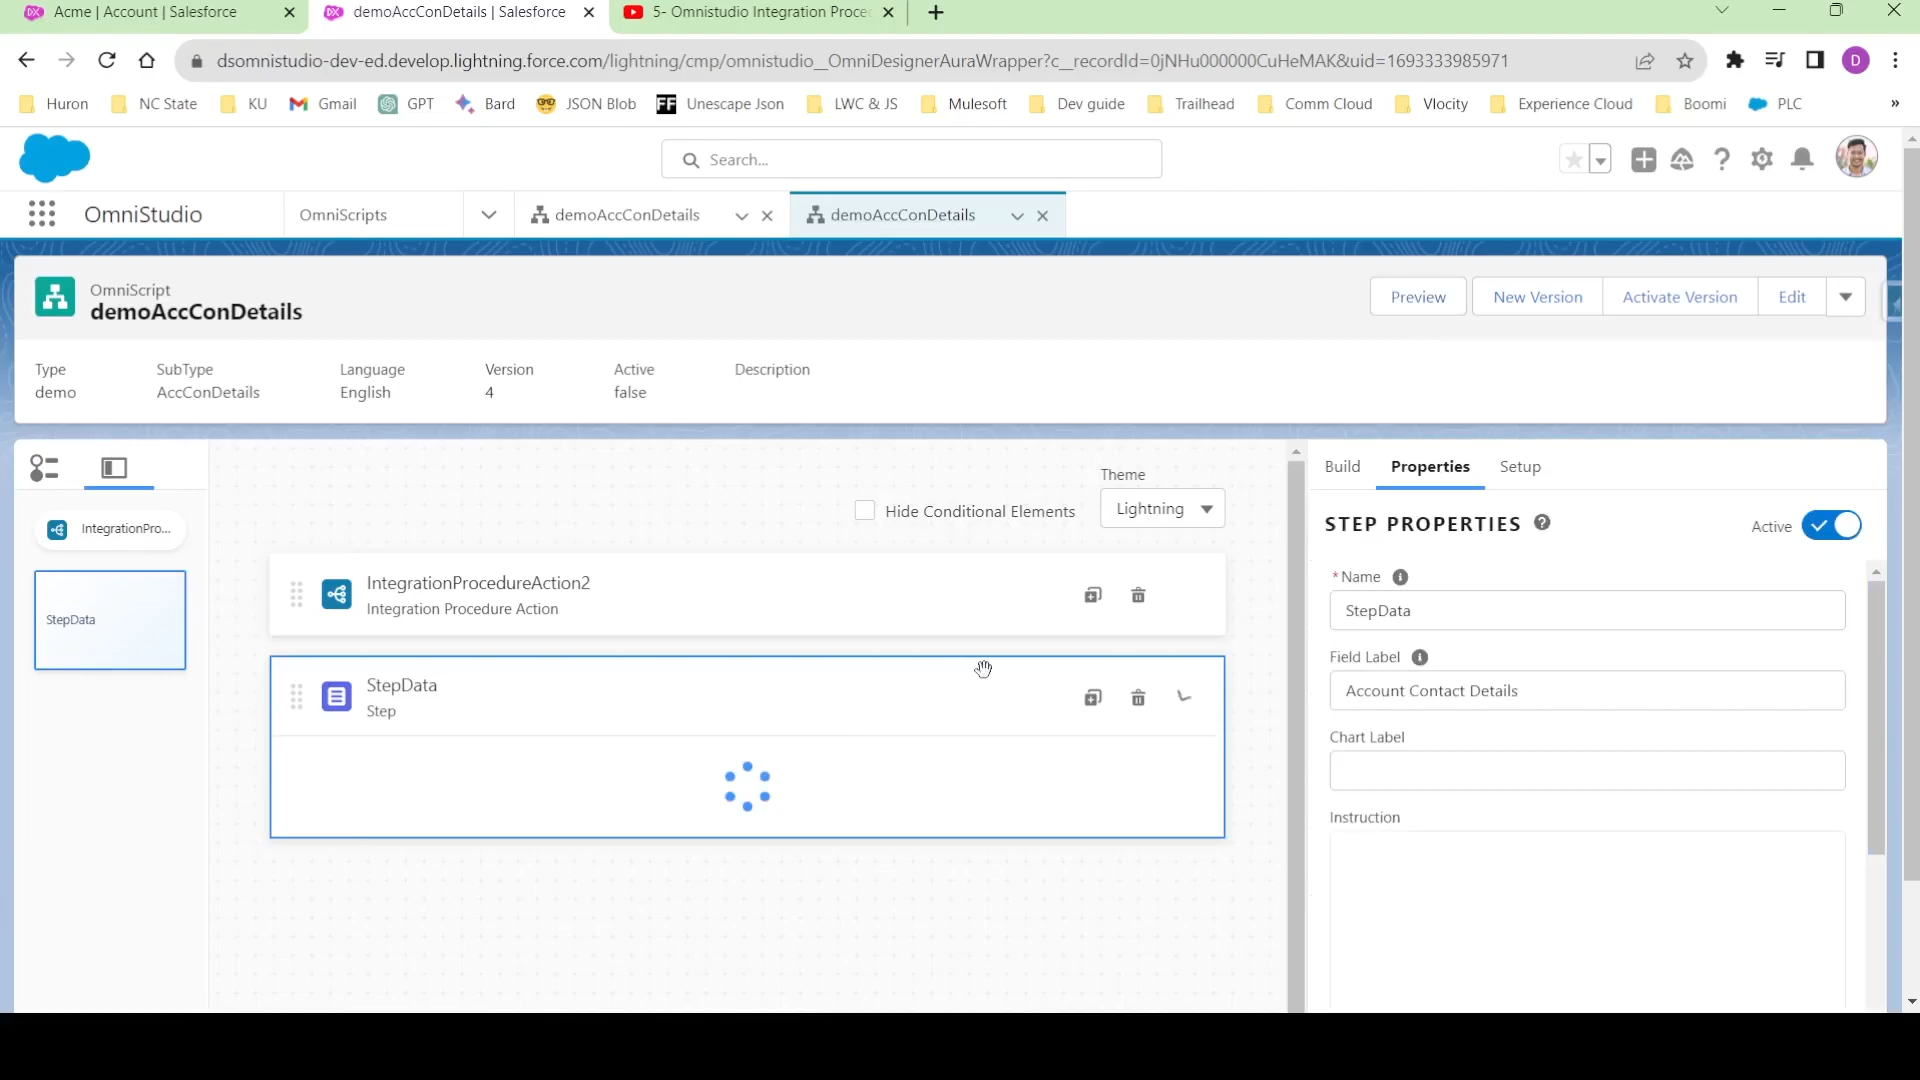 Acme | Account | Salesforce
demoAccConDetails | Salesforce
5- Omnistudio Integration Proce
dsomnistudio-dev-ed.develop.lightning.force.com/lightning/cmp/omnistudio__OmniDesignerAuraWrapper?c__recordId=0jNHu000000CuHeMAK&uid=1693333985971
D
Huron
NC State
KU
Gmail
GPT
Bard
JSON Blob
FF
Unescape Json
LWC & JS
Mulesoft
Dev guide
Trailhead
Comm Cloud
Vlocity
Experience Cloud
Boomi
PLC
»
Search...
OmniStudio
OmniScripts
demoAccConDetails
demoAccConDetails
OmniScript
demoAccConDetails
Preview
New Version
Activate Version
Edit
Type
SubType
Language
Version
Active
Description
demo
AccConDetails
English
4
false
IntegrationPro...
StepData
Theme
Hide Conditional Elements
Lightning
IntegrationProcedureAction2
Integration Procedure Action
StepData
Step
Build
Properties
Setup
STEP PROPERTIES
Active
* Name
StepData
Field Label
Account Contact Details
Chart Label
Instruction